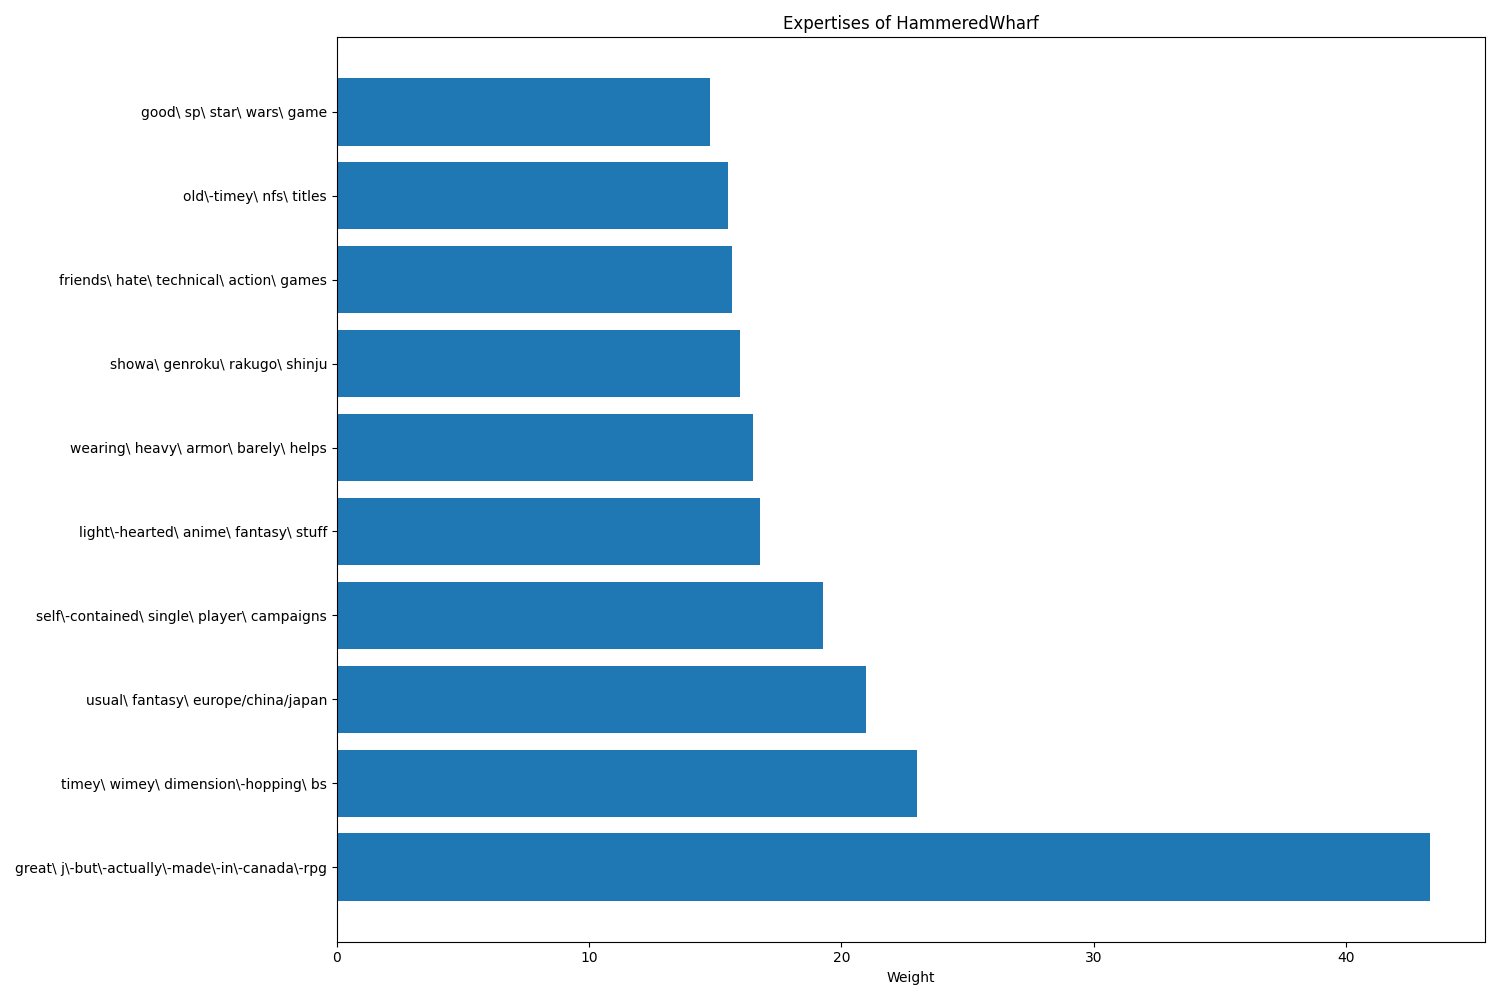 Expertises of HammeredWharf
good\ sp\ star\ wars\ game
old\-timey\ nfs\ titles
friends\ hate\ technical\ action\ games
showa\ genroku\ rakugo\ shinju
wearing\ heavy\ armor\ barely\ helps
light\-hearted\ anime\ fantasy\ stuff
self\-contained\ single\ player\ campaigns
usual\ fantasy\ europe/china/japan
timey\ wimey\ dimension\-hopping\ bs
great\ j\-but\-actually\-made\-in\-canada\-rpg
0 10 20 30 40
Weight